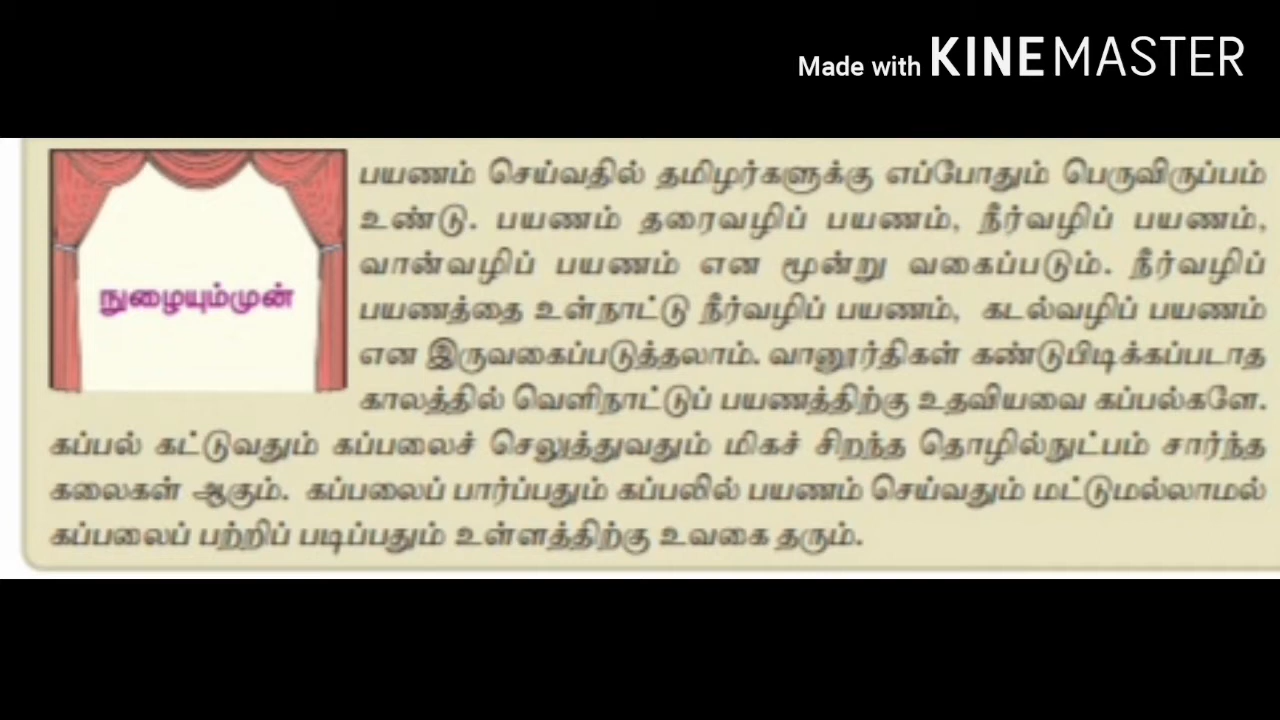 Made with KINEMASTER
நுழையும்முன்
பயணம் செய்வதில் தமிழர்களுக்கு எப்போதும் பெருவிருப்பம்
உண்டு. பயணம் தரைவழிப் பயணம், நீர்வழிப் பயணம்,
வான்வழிப் பயணம் என மூன்று வகைப்படும். நீர்வழிப்
பயணத்தை உள்நாட்டு நீர்வழிப் பயணம், கடல்வழிப் பயணம்
என இருவகைப்படுத்தலாம். வானூர்திகள் கண்டுபிடிக்கப்படாத
காலத்தில் வெளிநாட்டுப் பயணத்திற்கு உதவியவை கப்பல்களே.
கப்பல் கட்டுவதும் கப்பலைச் செலுத்துவதும் மிகச் சிறந்த தொழில்நுட்பம் சார்ந்த
கலைகள் ஆகும். கப்பலைப் பார்ப்பதும் கப்பலில் பயணம் செய்வதும் மட்டுமல்லாமல்
கப்பலைப் பற்றிப் படிப்பதும் உள்ளத்திற்கு உவகை தரும்.